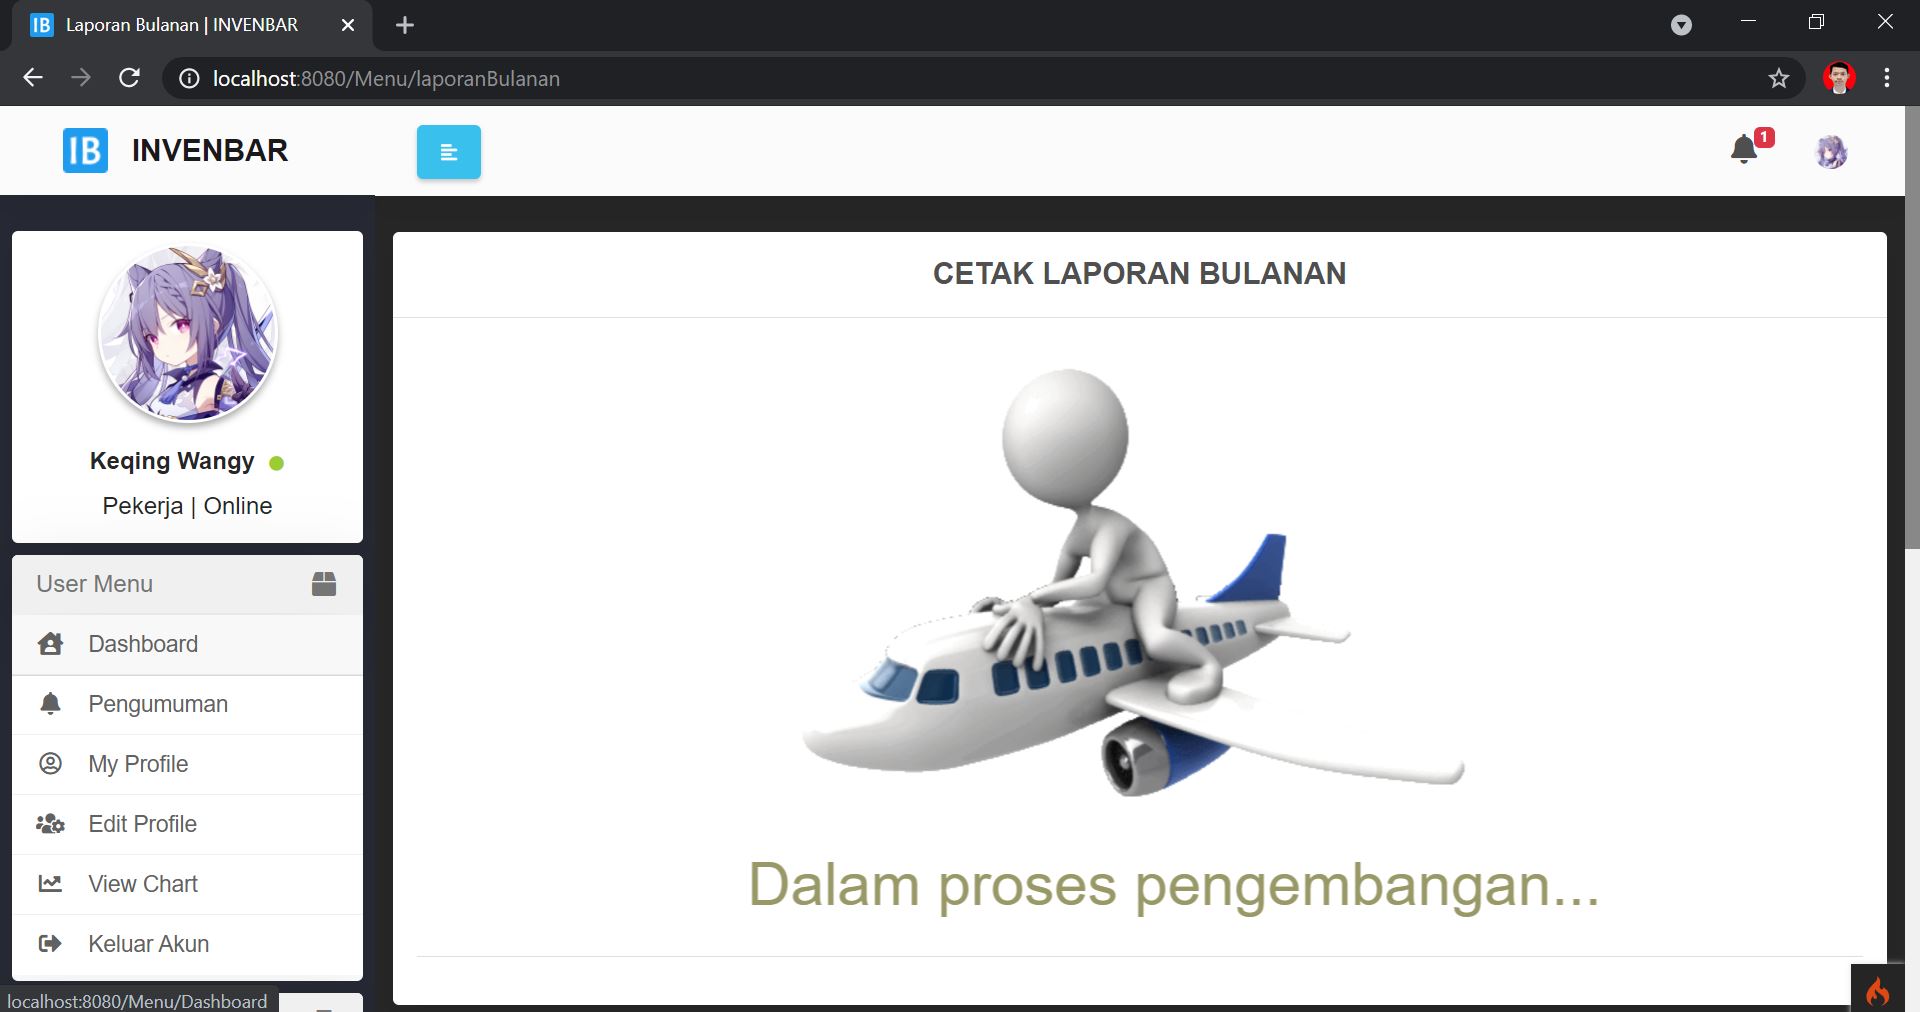 IB Laporan Bulanan | INVENBAR
localhost:8080/Menu/laporanBulanan
IB INVENBAR
1
Keqing Wangy
Pekerja | Online
User Menu
Dashboard
Pengumuman
My Profile
Edit Profile
View Chart
Keluar Akun
CETAK LAPORAN BULANAN
Dalam proses pengembangan...
localhost:8080/Menu/Dashboard